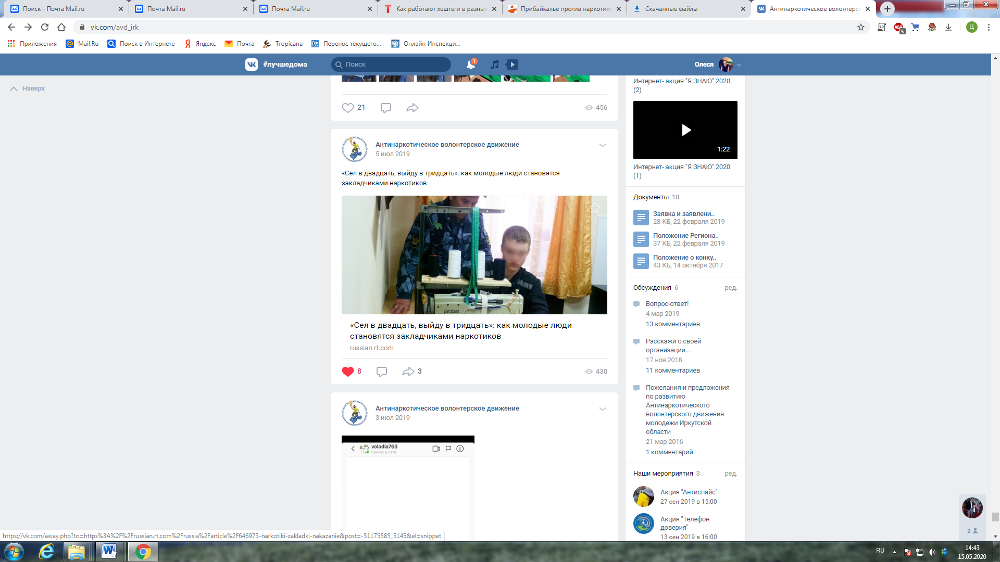 Поиск - Почта Mail.ru
Почта Mail.ru
Почта Mail.ru
Как работают хештеги в разны
Прибайкалье против наркотик
Скачанные файлы
Антинаркотическое волонтерс
vk.com/avd_irk
5
Ц
Приложения
Mail.Ru
Поиск в Интернете
Яндекс
Почта
Tropicana
Перенос текущего...
Онлайн Инспекци...
#лучшедома
Поиск
1
Олеся
Наверх
21
456
Антинаркотическое волонтерское движение
5 июл 2019
«Сел в двадцать, выйду в тридцать»: как молодые люди становятся
закладчиками наркотиков
protex
«Сел в двадцать, выйду в тридцать»: как молодые люди
становятся закладчиками наркотиков
russian.rt.com
8
3
430
Антинаркотическое волонтерское движение
3 июл 2019
volodia763
Сейчас в сети
Интернет- акция "Я ЗНАЮ" 2020
(2)
1:22
Интернет- акция "Я ЗНАЮ" 2020
(1)
Документы 18
Заявка и заявлени..
28 КБ, 22 февраля 2019
Положение Региона..
37 КБ, 22 февраля 2019
Положение о конку..
43 КБ, 14 октября 2017
Обсуждения 6 ред.
Вопрос-ответ!
4 мар 2019
13 комментариев
Расскажи о своей
организации....
17 ноя 2018
11 комментариев
Пожелания и предложения
по развитию
Антинаркотического
волонтерского движения
молодежи Иркутской
области
21 мар 2016
1 комментарий
Наши мероприятия 3 ред.
Акция "Антиспайс"
27 сен 2019 в 15:00
Акция "Телефон
доверия"
13 сен 2019 в 16:00
2
https://vk.com/away.php?to=https%3A%2F%2Frussian.rt.com%2Frussia%2Farticle%2F646973-narkotiki-zakladki-nakazanie&post=-51175585_5145&el=snippet
RU
14:43
15.05.2020